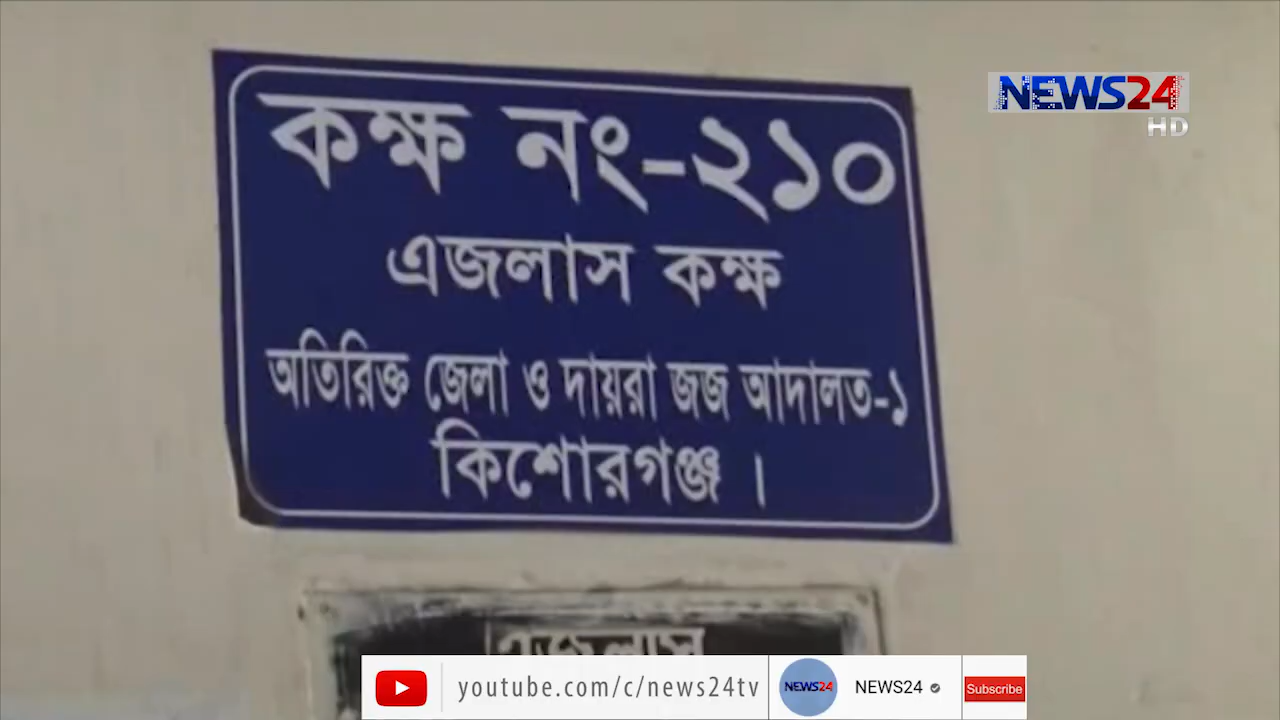 কক্ষ নং-২১০
এজলাস কক্ষ
অতিরিক্ত জেলা ও দায়রা জজ আদালত-১
কিশোরগঞ্জ ।
NEWS24
HD
এজলাস
youtube.com/c/news24tv
NEWS24
NEWS24
Subscribe